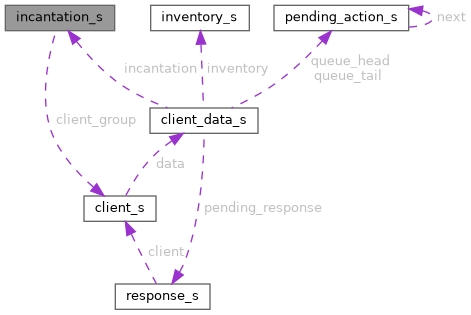 incantation_s
inventory_s
pending_action_s
next
queue_head
queue_tail
incantation
inventory
client_group
client_data_s
data
client_s
pending_response
client
response_s